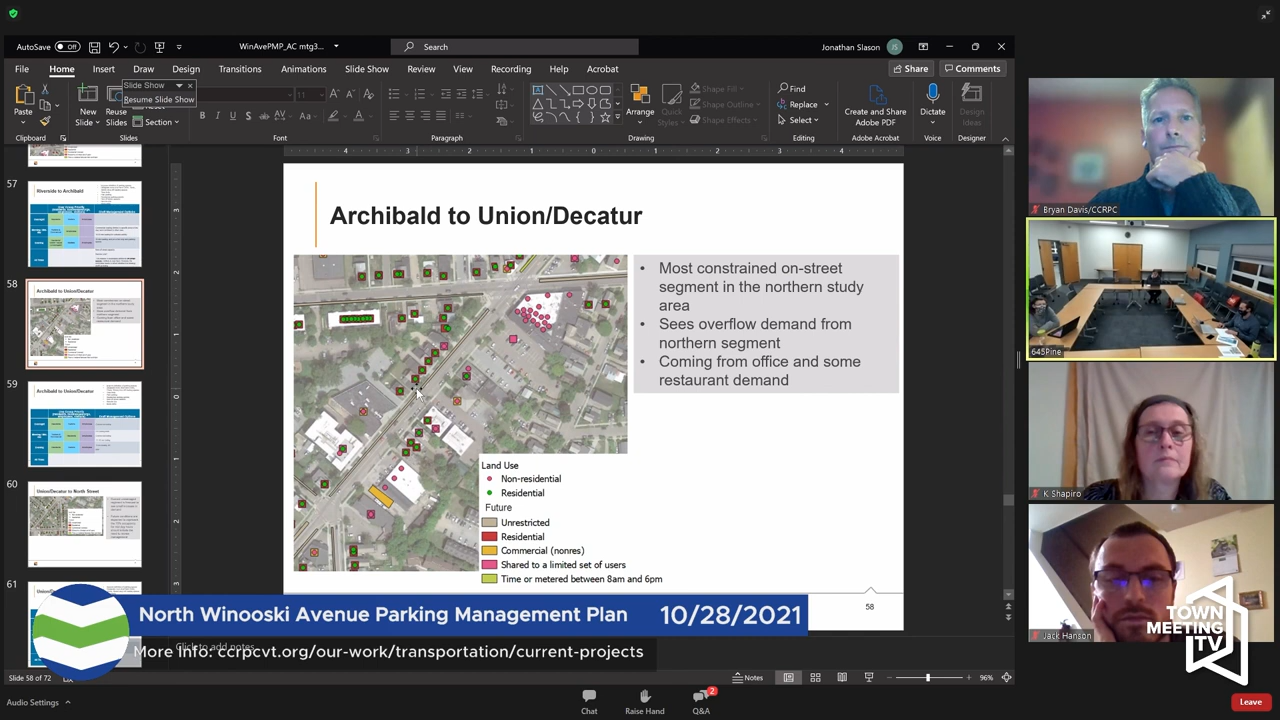 AutoSave Off
WinAvePMP_AC mtg3...
Search
Jonathan Slason
JS
File Home Insert Draw Design Transitions Animations Slide Show Review View Recording Help Acrobat
Share
Comments
Slide Show
Resume Slide Show
Paste
New Slide
Reuse Slides
Section
Clipboard
Slides
Font
Paragraph
Arrange
Quick Styles
Shape Fill
Shape Outline
Shape Effects
Drawing
Find
Replace
Select
Editing
Create and Share Adobe PDF
Adobe Acrobat
Dictate
Voice
Design Ideas
Designer
57
Riverside to Archibald
58
Archibald to Union/Decatur
59
Archibald to Union/Decatur
60
Union/Decatur to North Street
61
Archibald to Union/Decatur
• Most constrained on-street
segment in the northern study
area
• Sees overflow demand from
northern segment
• Coming from office and some
restaurant demand
Land Use
Non-residential
Residential
Future
Unrestricted
Residential
Commercial (nonres)
Shared to a limited set of users
Time or metered between 8am and 6pm
58
North Winooski Avenue Parking Management Plan 10/28/2021
Click to add notes
More info: ccrpcvt.org/our-work/transporation/current-projects
Slide 58 of 72
Notes
96%
Audio Settings
Chat
Raise Hand
Q&A
2
Leave
Bryan Davis/CCRPC
645Pine
K Shapiro
Jack Hanson
TOWN
MEETING
TV